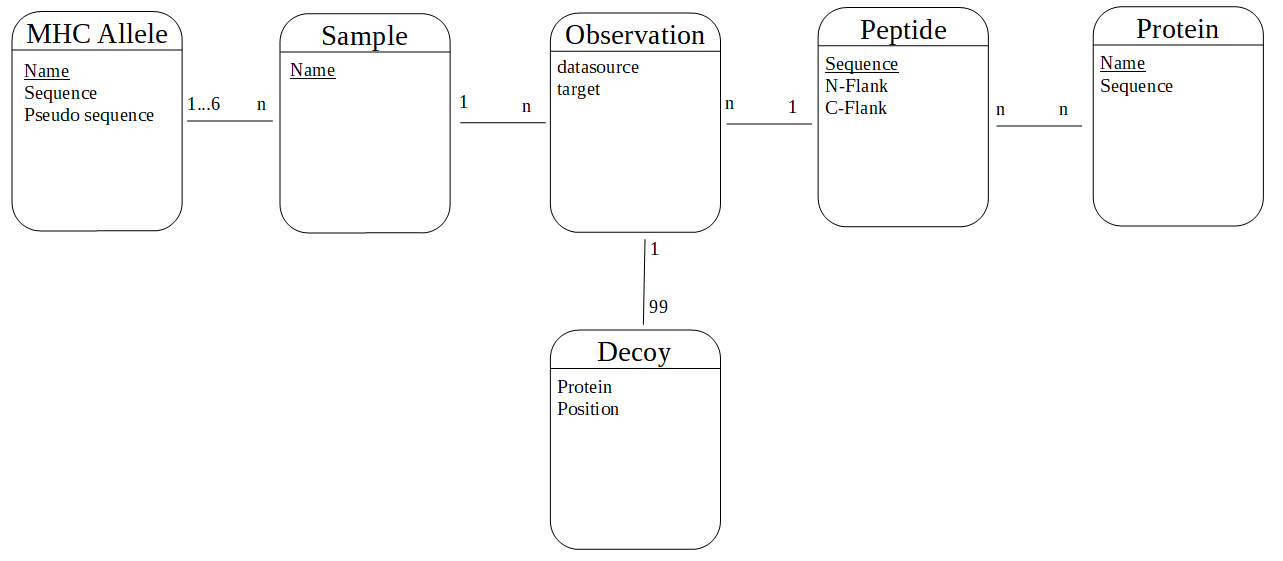 MHC Allele
Name
Sequence
Pseudo sequence
1...6
n
Sample
Name
1
n
Observation
datasource
target
n
1
Peptide
Sequence
N-Flank
C-Flank
n
n
Protein
Name
Sequence
1
99
Decoy
Protein
Position